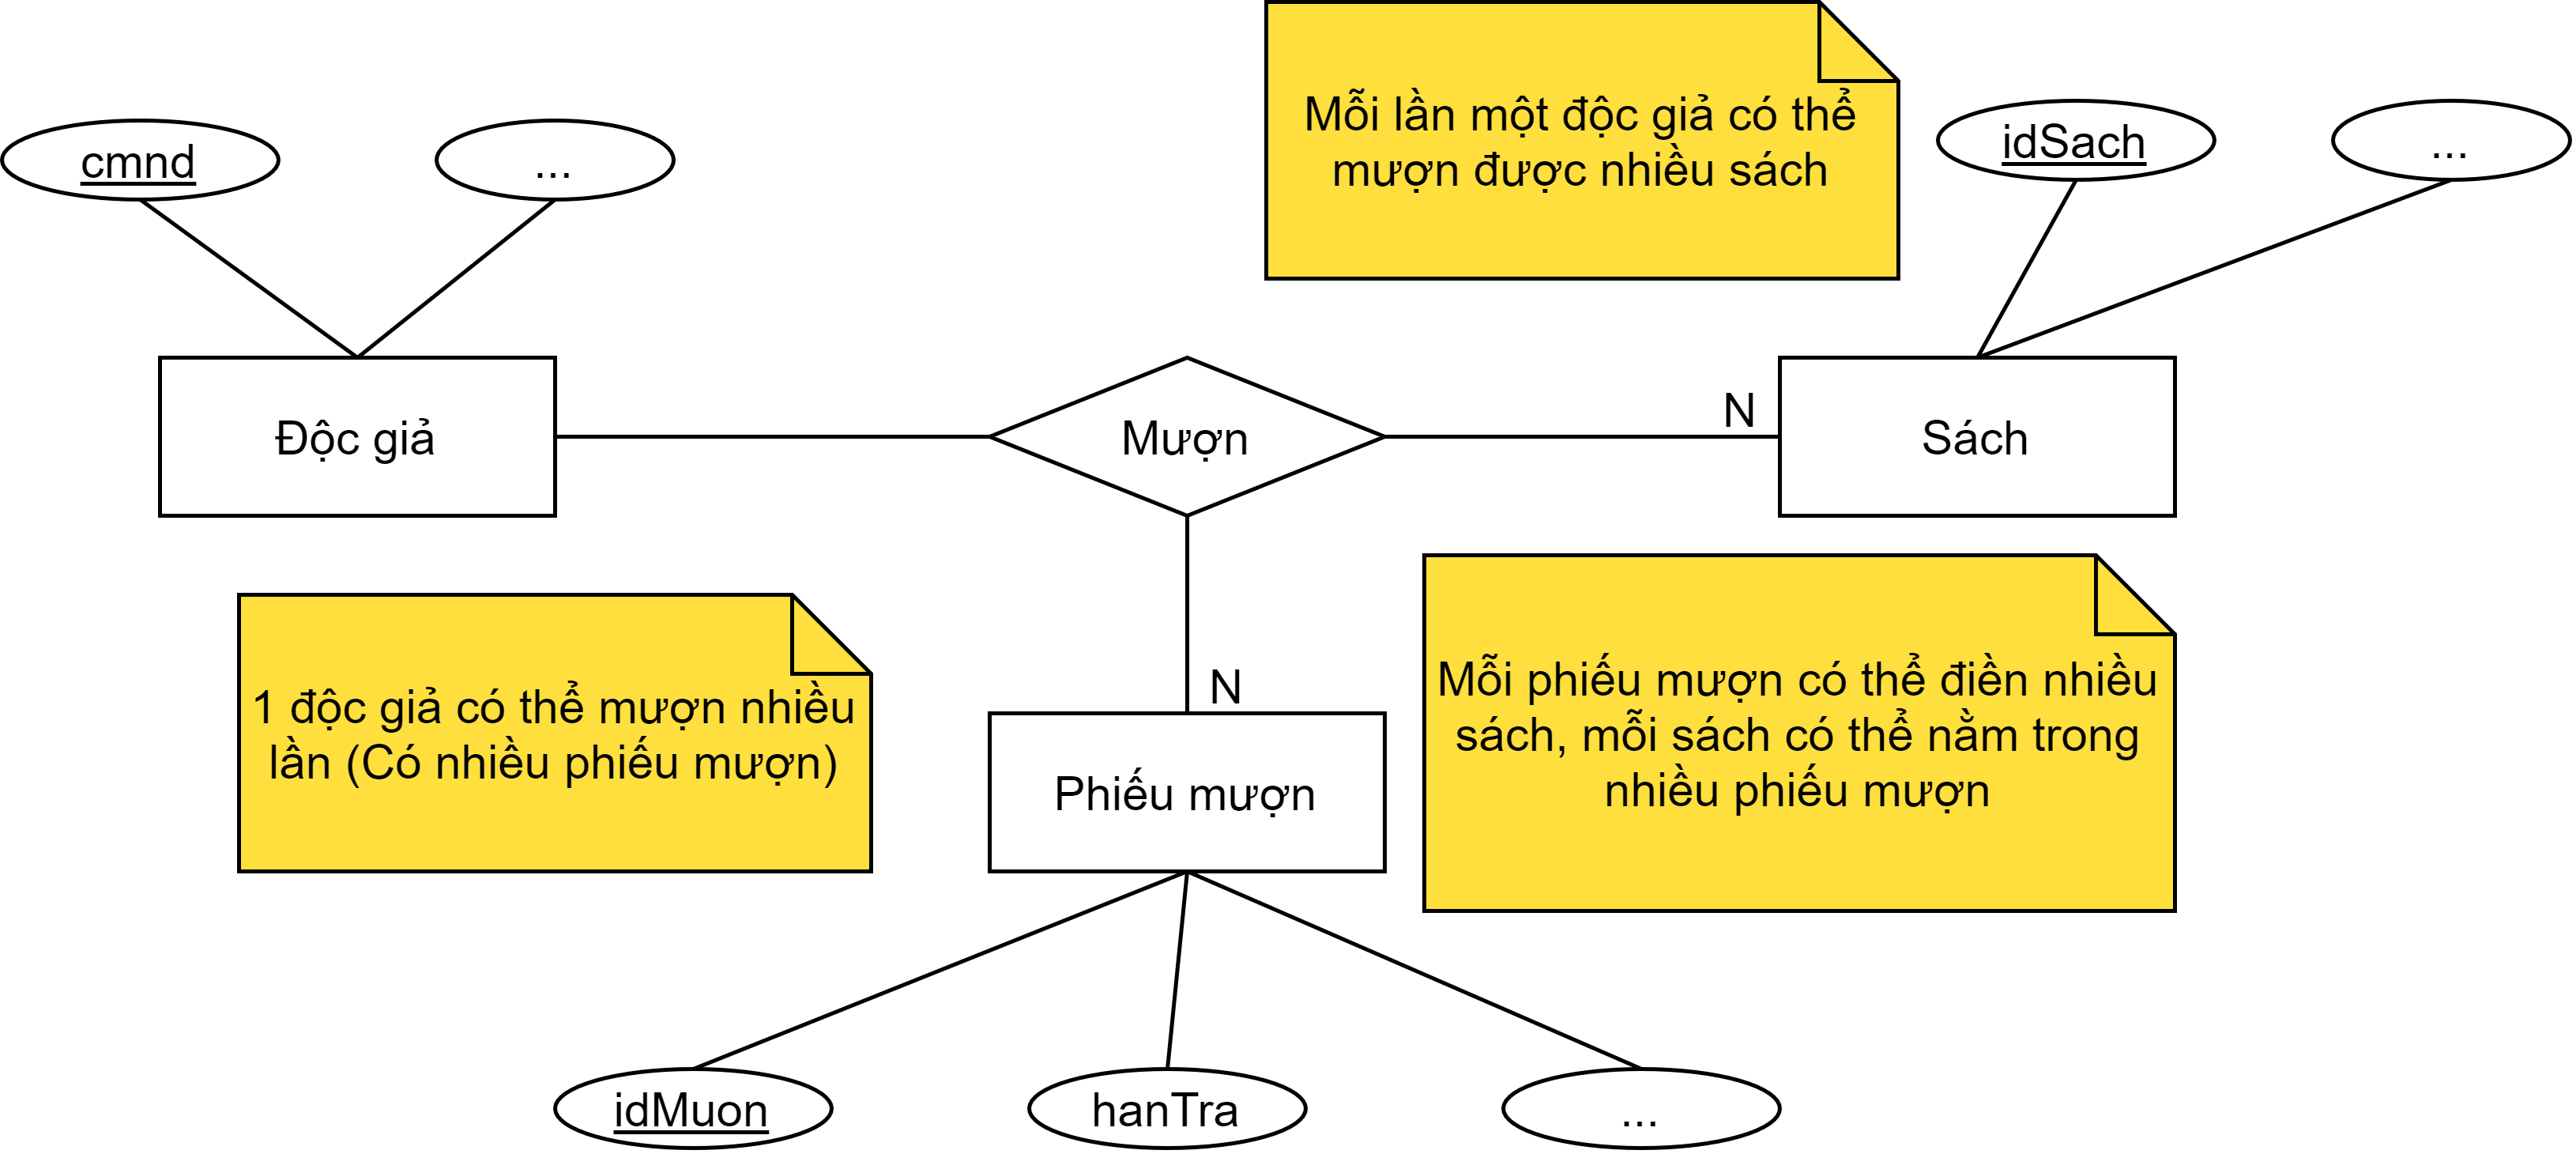 Mỗi lần một độc giả có thể
mượn được nhiều sách
cmnd
...
idSach
...
Độc giả
Mượn
N
Sách
1 độc giả có thể mượn nhiều
lần (Có nhiều phiếu mượn)
N
Phiếu mượn
Mỗi phiếu mượn có thể điền nhiều
sách, mỗi sách có thể nằm trong
nhiều phiếu mượn
idMuon
hanTra
...